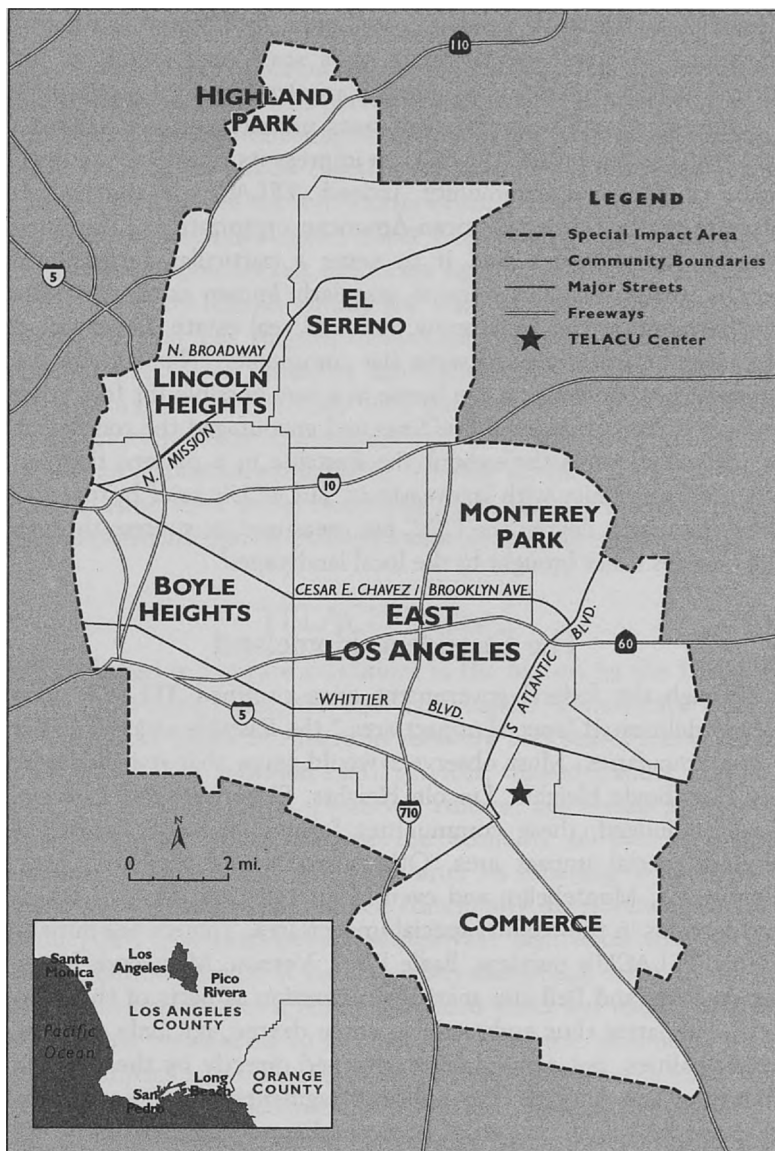 110
HIGHLAND
PARK
LEGEND
Special Impact Area
Community Boundaries
Major Streets
Freeways
TELACU Center
5
EL
SERENO
N. BROADWAY
LINCOLN
HEIGHTS
N. MISSION
10
MONTEREY
PARK
BOYLE
HEIGHTS
CESAR E. CHAVEZ / BROOKLYN AVE.
EAST
LOS ANGELES
S ATLANTIC BLVD.
60
WHITTIER BLVD.
5
710
N
0 2 mi.
COMMERCE
Santa
Monica
Los
Angeles
Pico
Rivera
LOS ANGELES
COUNTY
Pacific
Ocean
Long
Beach
San
Pedro
ORANGE
COUNTY